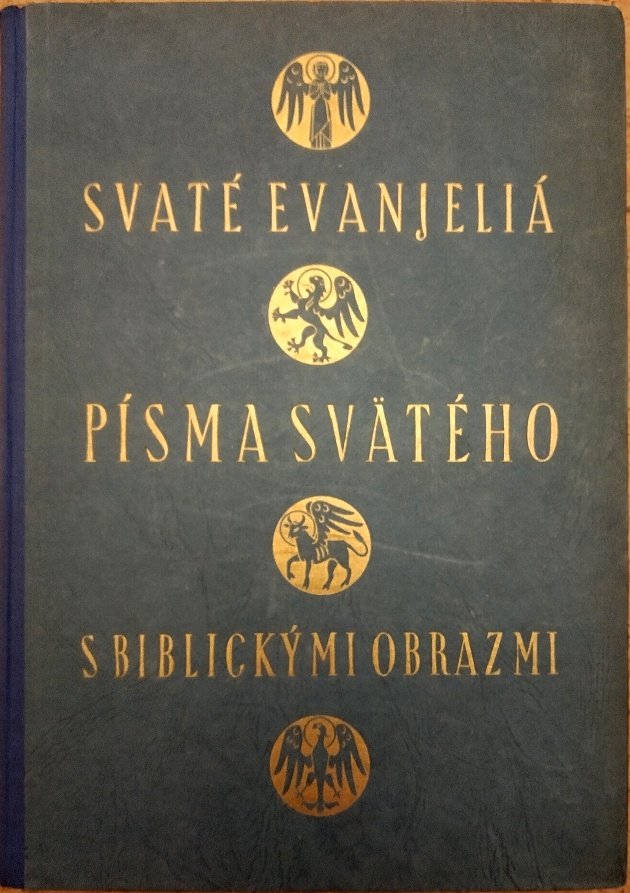 SVATÉ EVANJELIÁ
PÍSMA SVÄTÉHO
S BIBLICKÝMI OBRAZMI